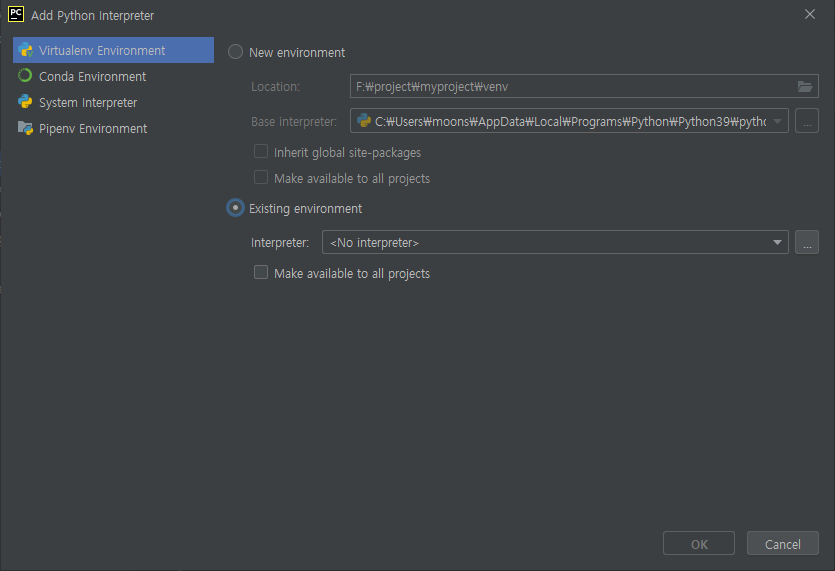 PC
Add Python Interpreter
Virtualenv Environment
Conda Environment
System Interpreter
Pipenv Environment
New environment
Location: F:₩project₩myproject₩venv
Base interpreter: C:₩Users₩moons₩AppData₩Local₩Programs₩Python₩Python39₩pytho
...
Inherit global site-packages
Make available to all projects
Existing environment
Interpreter: <No interpreter>
...
Make available to all projects
OK
Cancel